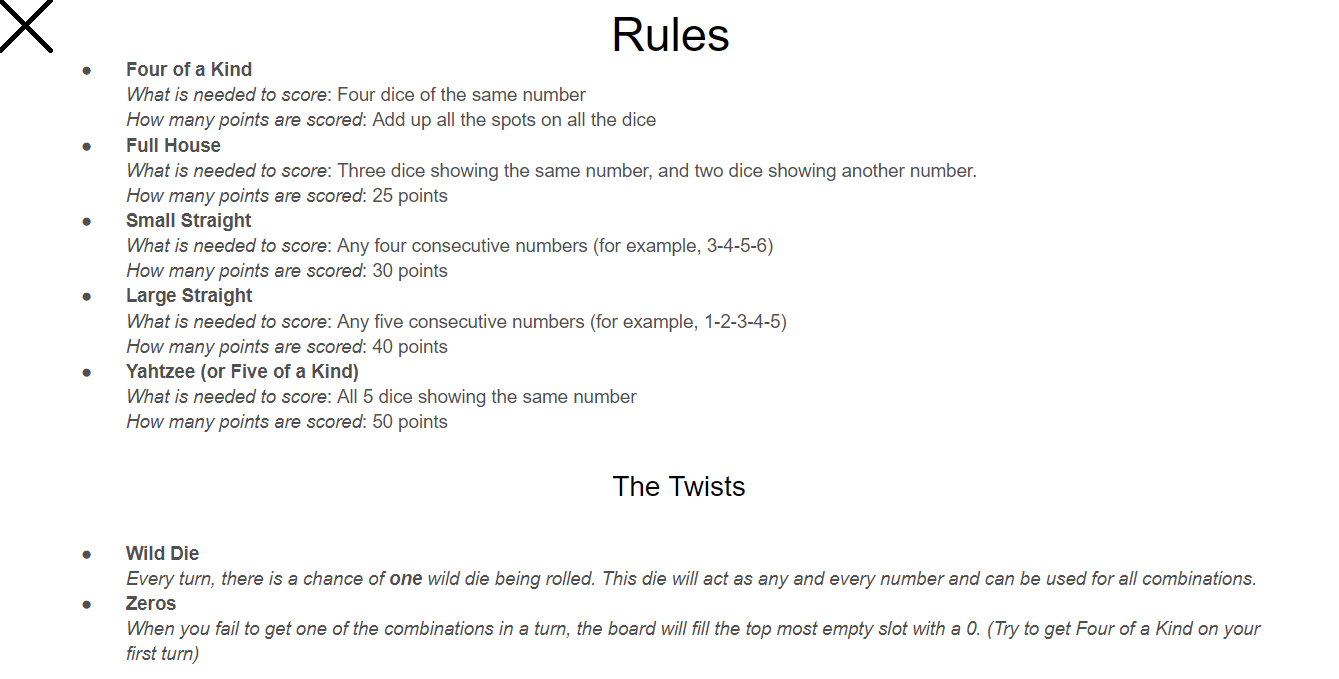 Rules
● Four of a Kind
What is needed to score: Four dice of the same number
How many points are scored: Add up all the spots on all the dice
● Full House
What is needed to score: Three dice showing the same number, and two dice showing another number.
How many points are scored: 25 points
● Small Straight
What is needed to score: Any four consecutive numbers (for example, 3-4-5-6)
How many points are scored: 30 points
● Large Straight
What is needed to score: Any five consecutive numbers (for example, 1-2-3-4-5)
How many points are scored: 40 points
● Yahtzee (or Five of a Kind)
What is needed to score: All 5 dice showing the same number
How many points are scored: 50 points
The Twists
● Wild Die
Every turn, there is a chance of one wild die being rolled. This die will act as any and every number and can be used for all combinations.
● Zeros
When you fail to get one of the combinations in a turn, the board will fill the top most empty slot with a 0. (Try to get Four of a Kind on your
first turn)